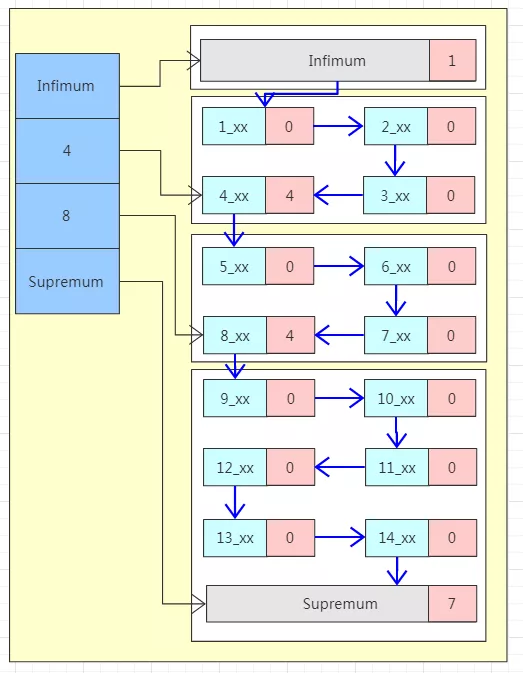 Infimum
4
8
Supremum
Infimum 1
1_xx 0 2_xx 0
4_xx 4 3_xx 0
5_xx 0 6_xx 0
8_xx 4 7_xx 0
9_xx 0 10_xx 0
12_xx 0 11_xx 0
13_xx 0 14_xx 0
Supremum 7